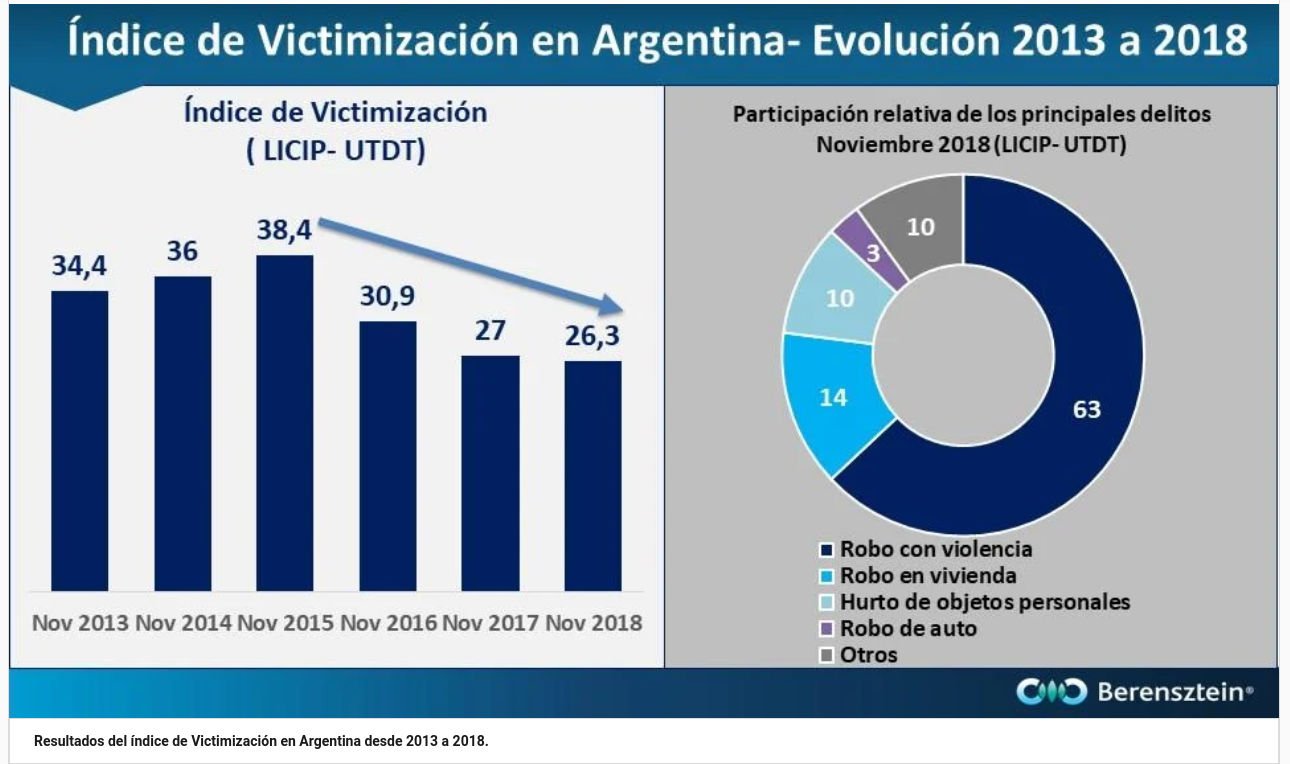 Índice de Victimización en Argentina- Evolución 2013 a 2018
Índice de Victimización
( LICIP- UTDT)
34,4
36
38,4
30,9
27
26,3
Nov 2013 Nov 2014 Nov 2015 Nov 2016 Nov 2017 Nov 2018
Participación relativa de los principales delitos
Noviembre 2018 (LICIP- UTDT)
10
3
10
14
63
Robo con violencia
Robo en vivienda
Hurto de objetos personales
Robo de auto
Otros
Berensztein®
Resultados del índice de Victimización en Argentina desde 2013 a 2018.